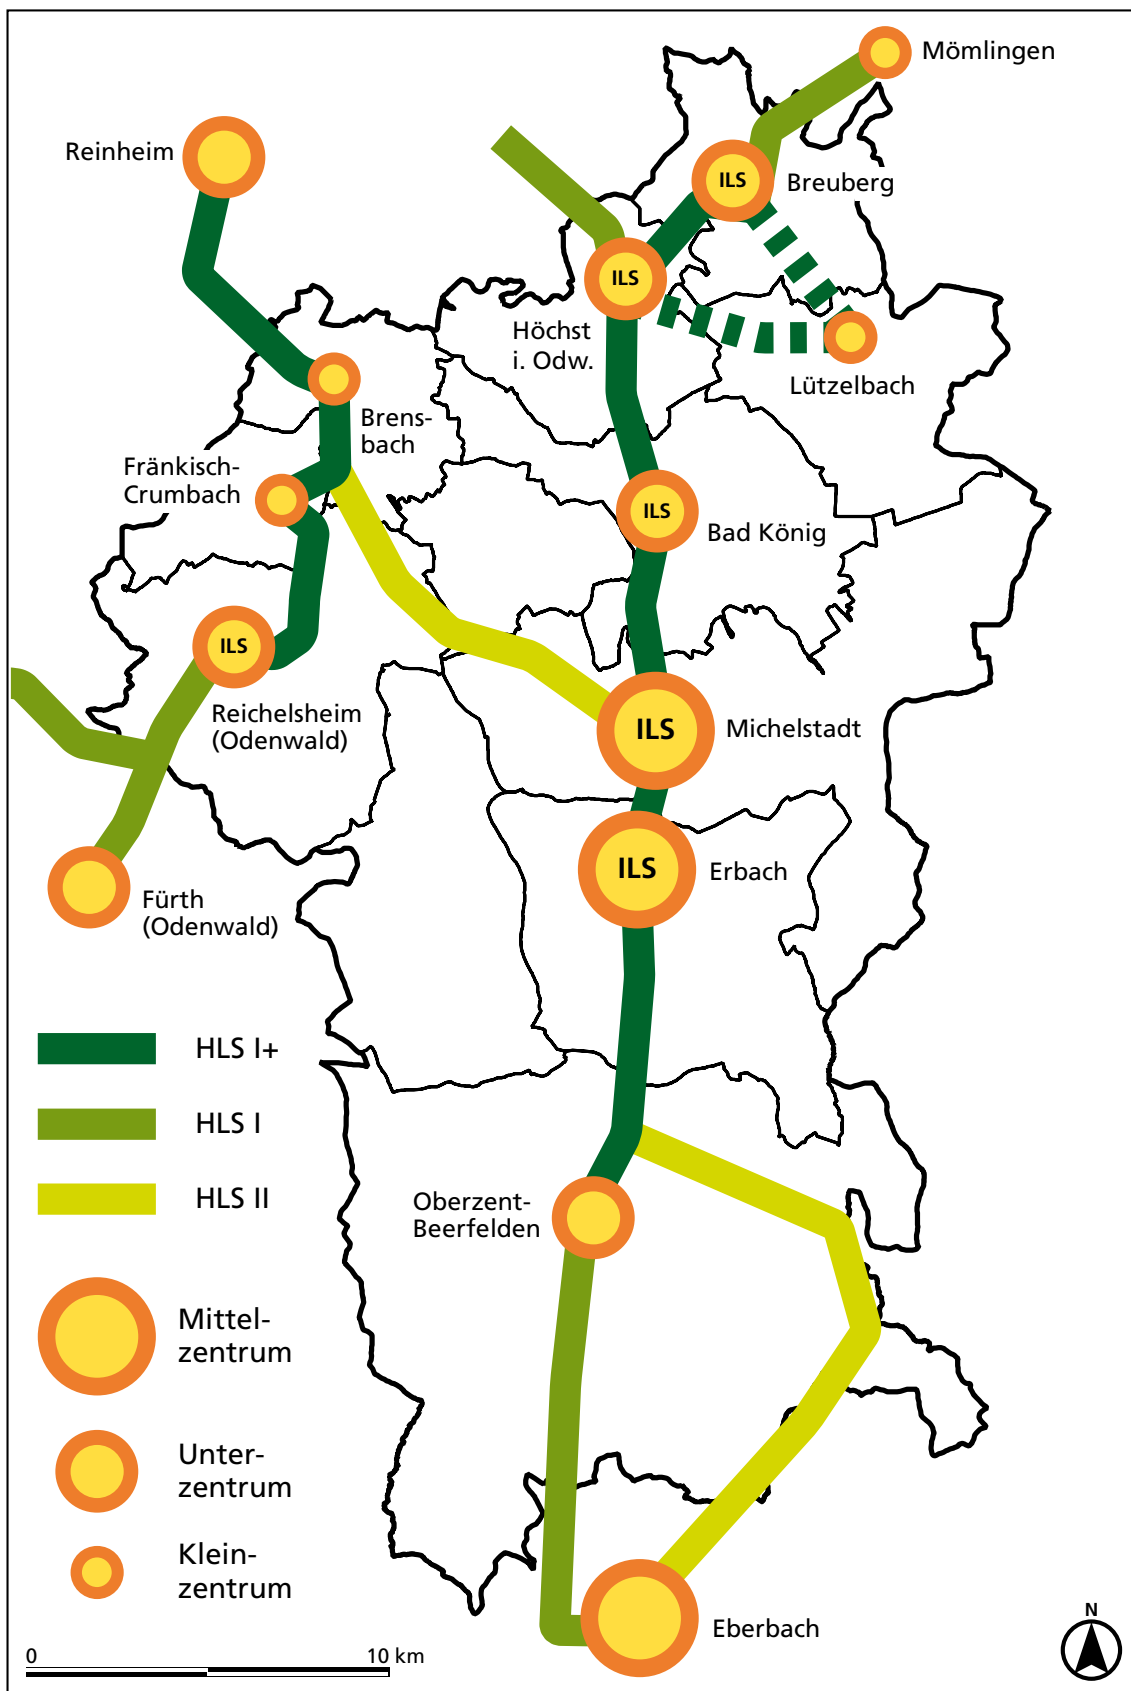 Mömlingen
Reinheim
ILS
Breuberg
ILS
Höchst
i. Odw.
Lützelbach
Brens-
bach
Fränkisch-
Crumbach
ILS
Bad König
ILS
Reichelsheim
(Odenwald)
ILS
Michelstadt
ILS
Erbach
Fürth
(Odenwald)
HLS I+
HLS I
HLS II
Oberzent-
Beerfelden
Mittel-
zentrum
Unter-
zentrum
Klein-
zentrum
Eberbach
N
0
10 km